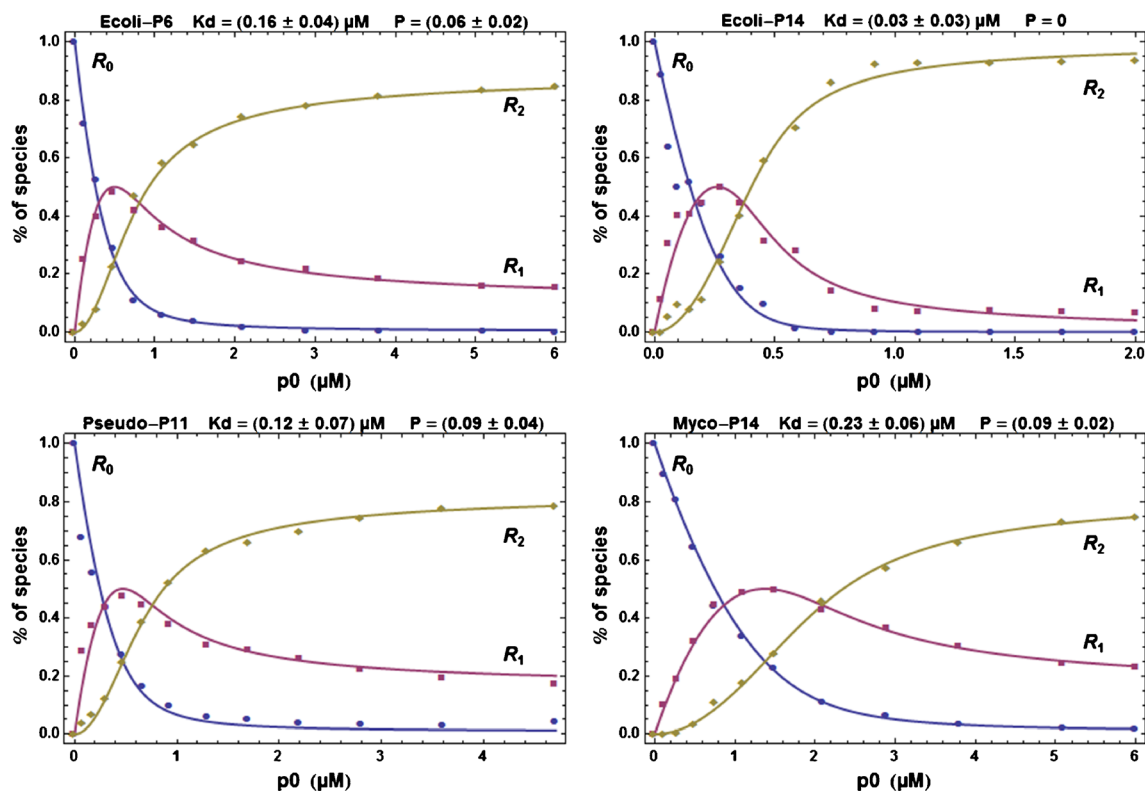 Ecoli–P6 Kd = (0.16 ± 0.04) µM P = (0.06 ± 0.02)
1.0
0.8
0.6
0.4
0.2
0.0
% of species
R0
R2
R1
0 1 2 3 4 5 6
p0 (µM)
Ecoli–P14 Kd = (0.03 ± 0.03) µM P = 0
1.0
0.8
0.6
0.4
0.2
0.0
% of species
R0
R2
R1
0.0 0.5 1.0 1.5 2.0
p0 (µM)
Pseudo–P11 Kd = (0.12 ± 0.07) µM P = (0.09 ± 0.04)
1.0
0.8
0.6
0.4
0.2
0.0
% of species
R0
R2
R1
0 1 2 3 4
p0 (µM)
Myco–P14 Kd = (0.23 ± 0.06) µM P = (0.09 ± 0.02)
1.0
0.8
0.6
0.4
0.2
0.0
% of species
R0
R2
R1
0 1 2 3 4 5 6
p0 (µM)